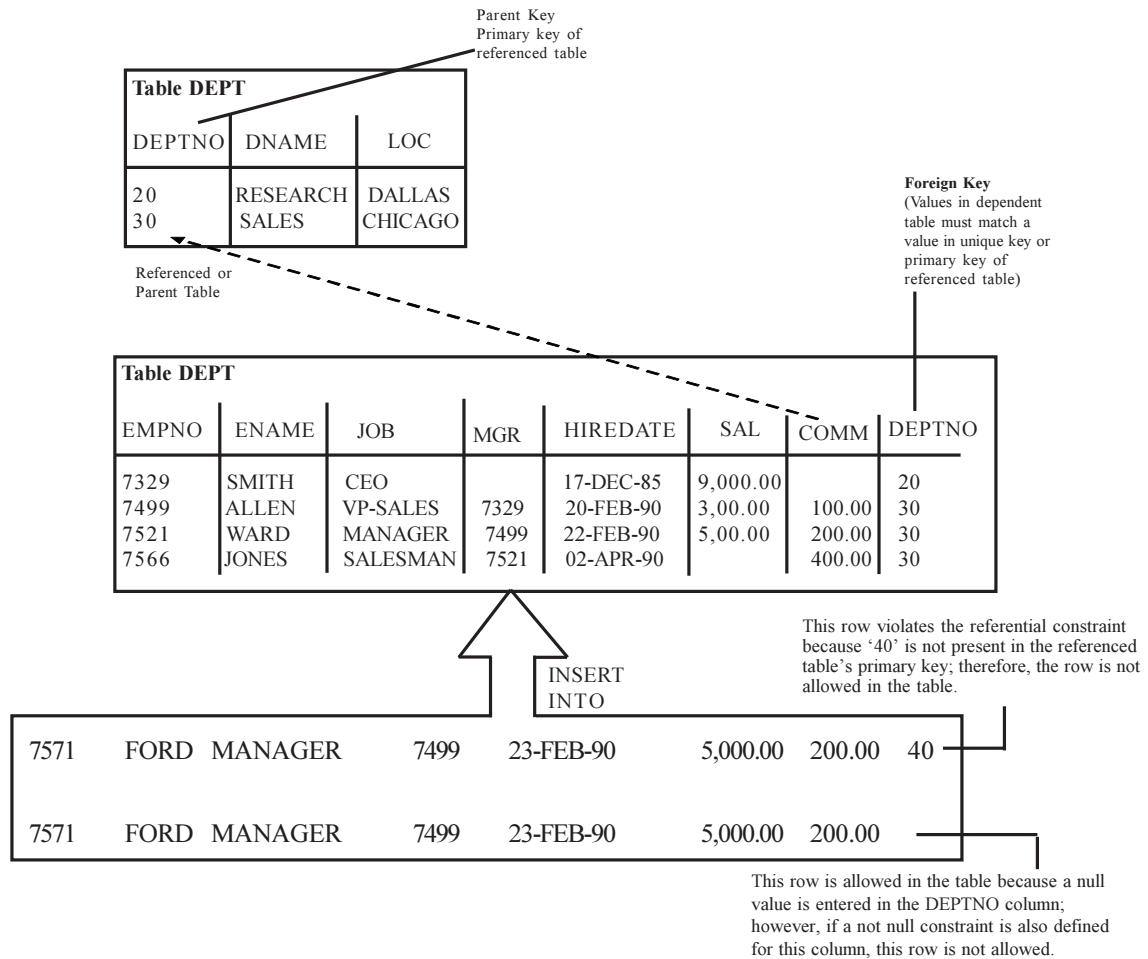 Parent Key
Primary key of
referenced table
Table DEPT
DEPTNO DNAME LOC
20 RESEARCH DALLAS
30 SALES CHICAGO
Referenced or
Parent Table
Foreign Key
(Values in dependent
table must match a
value in unique key or
primary key of
referenced table)
Table DEPT
EMPNO ENAME JOB MGR HIREDATE SAL COMM DEPTNO
7329 SMITH CEO 17-DEC-85 9,000.00 20
7499 ALLEN VP-SALES 7329 20-FEB-90 3,00.00 100.00 30
7521 WARD MANAGER 7499 22-FEB-90 5,00.00 200.00 30
7566 JONES SALESMAN 7521 02-APR-90 400.00 30
This row violates the referential constraint
because ‘40’ is not present in the referenced
table’s primary key; therefore, the row is not
allowed in the table.
INSERT
INTO
7571 FORD MANAGER 7499 23-FEB-90 5,000.00 200.00 40
7571 FORD MANAGER 7499 23-FEB-90 5,000.00 200.00
This row is allowed in the table because a null
value is entered in the DEPTNO column;
however, if a not null constraint is also defined
for this column, this row is not allowed.